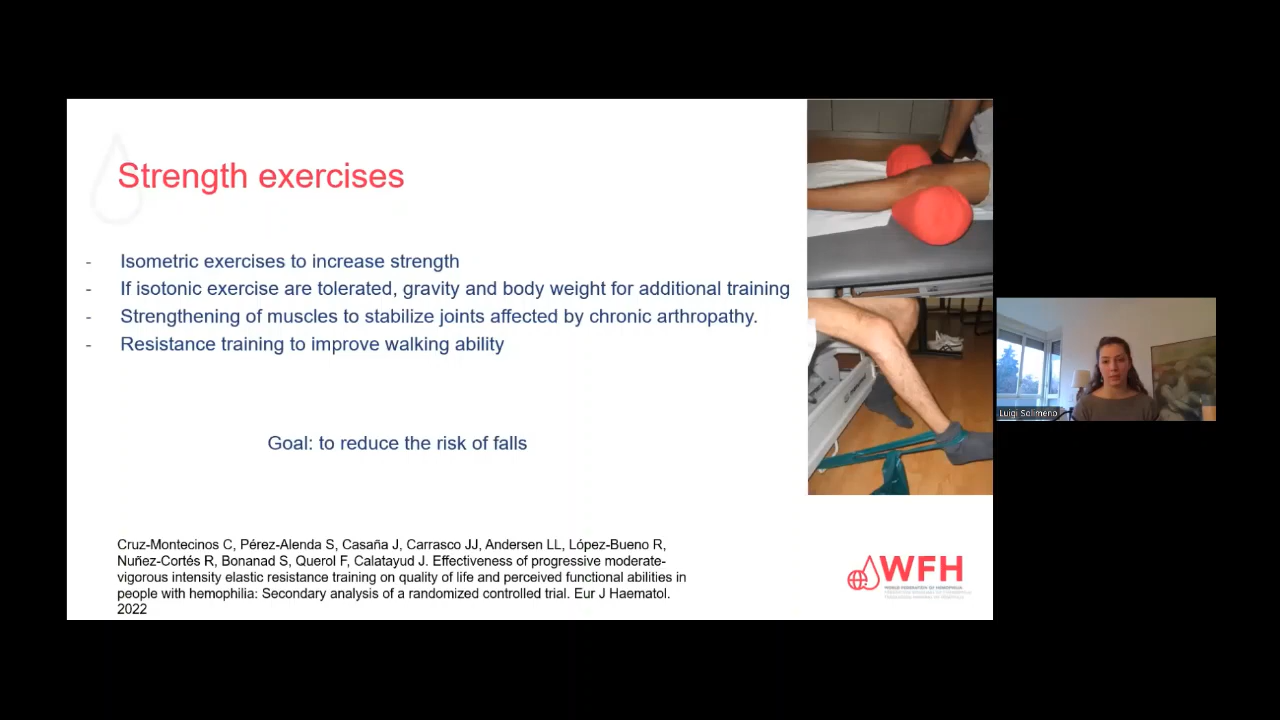 Strength exercises
- Isometric exercises to increase strength
- If isotonic exercise are tolerated, gravity and body weight for additional training
- Strengthening of muscles to stabilize joints affected by chronic arthropathy.
- Resistance training to improve walking ability
Luigi Solimeno
Goal: to reduce the risk of falls
Cruz-Montecinos C, Pérez-Alenda S, Casaña J, Carrasco JJ, Andersen LL, López-Bueno R,
Nuñez-Cortés R, Bonanad S, Querol F, Calatayud J. Effectiveness of progressive moderate-
vigorous intensity elastic resistance training on quality of life and perceived functional abilities in
people with hemophilia: Secondary analysis of a randomized controlled trial. Eur J Haematol.
2022
WFH
WORLD FEDERATION OF HEMOPHILIA